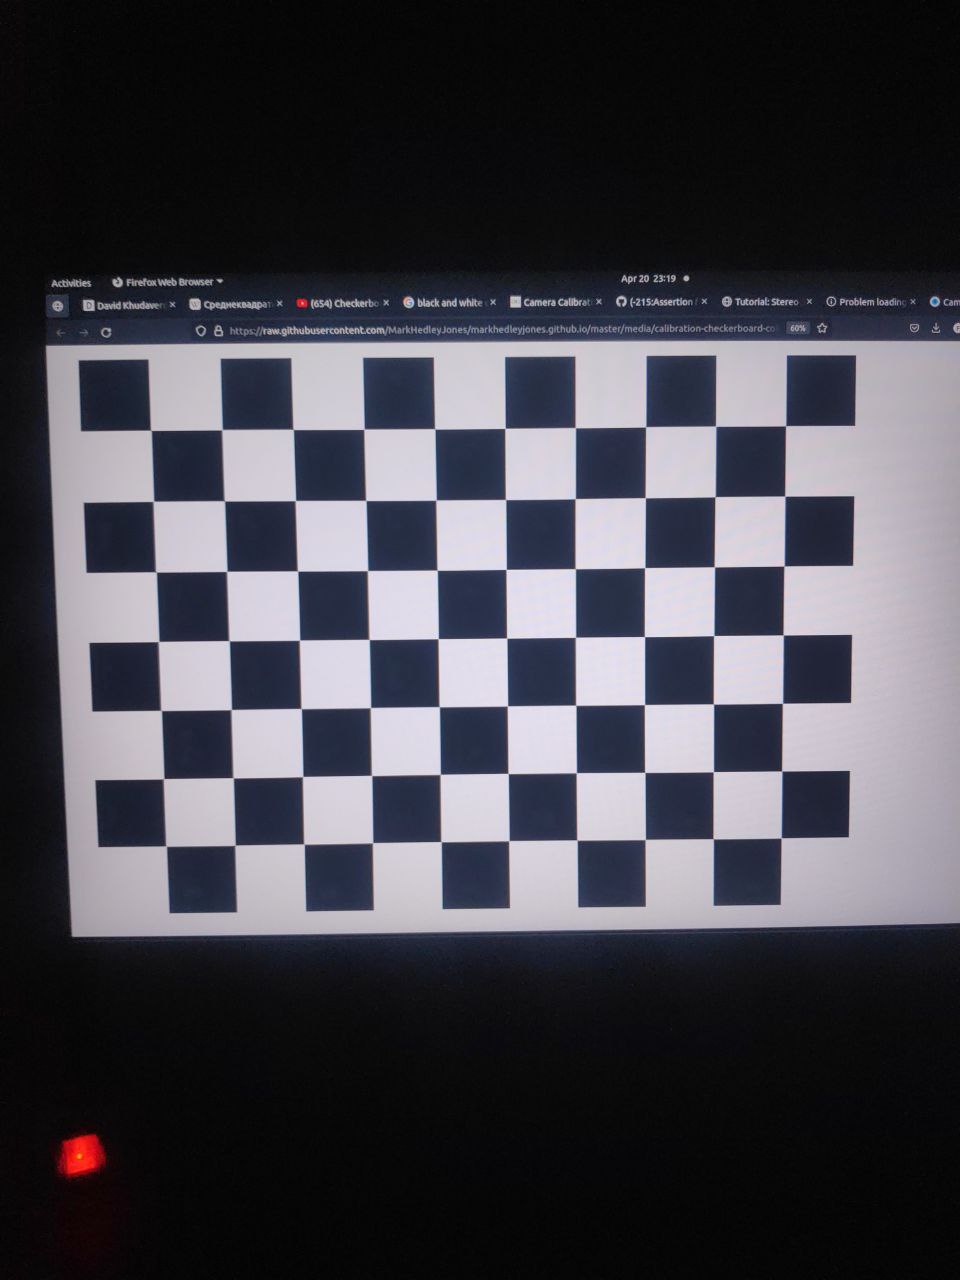 Activities Firefox Web Browser Apr 20 23:19
David Khudaver Среднеквадрат (654) Checkerbo black and white Camera Calibrat (-215:Assertion Tutorial: Stereo Problem loading Cam
https://raw.githubusercontent.com/MarkHedleyJones/markhedleyjones.github.io/master/media/calibration-checkerboard-co 60%